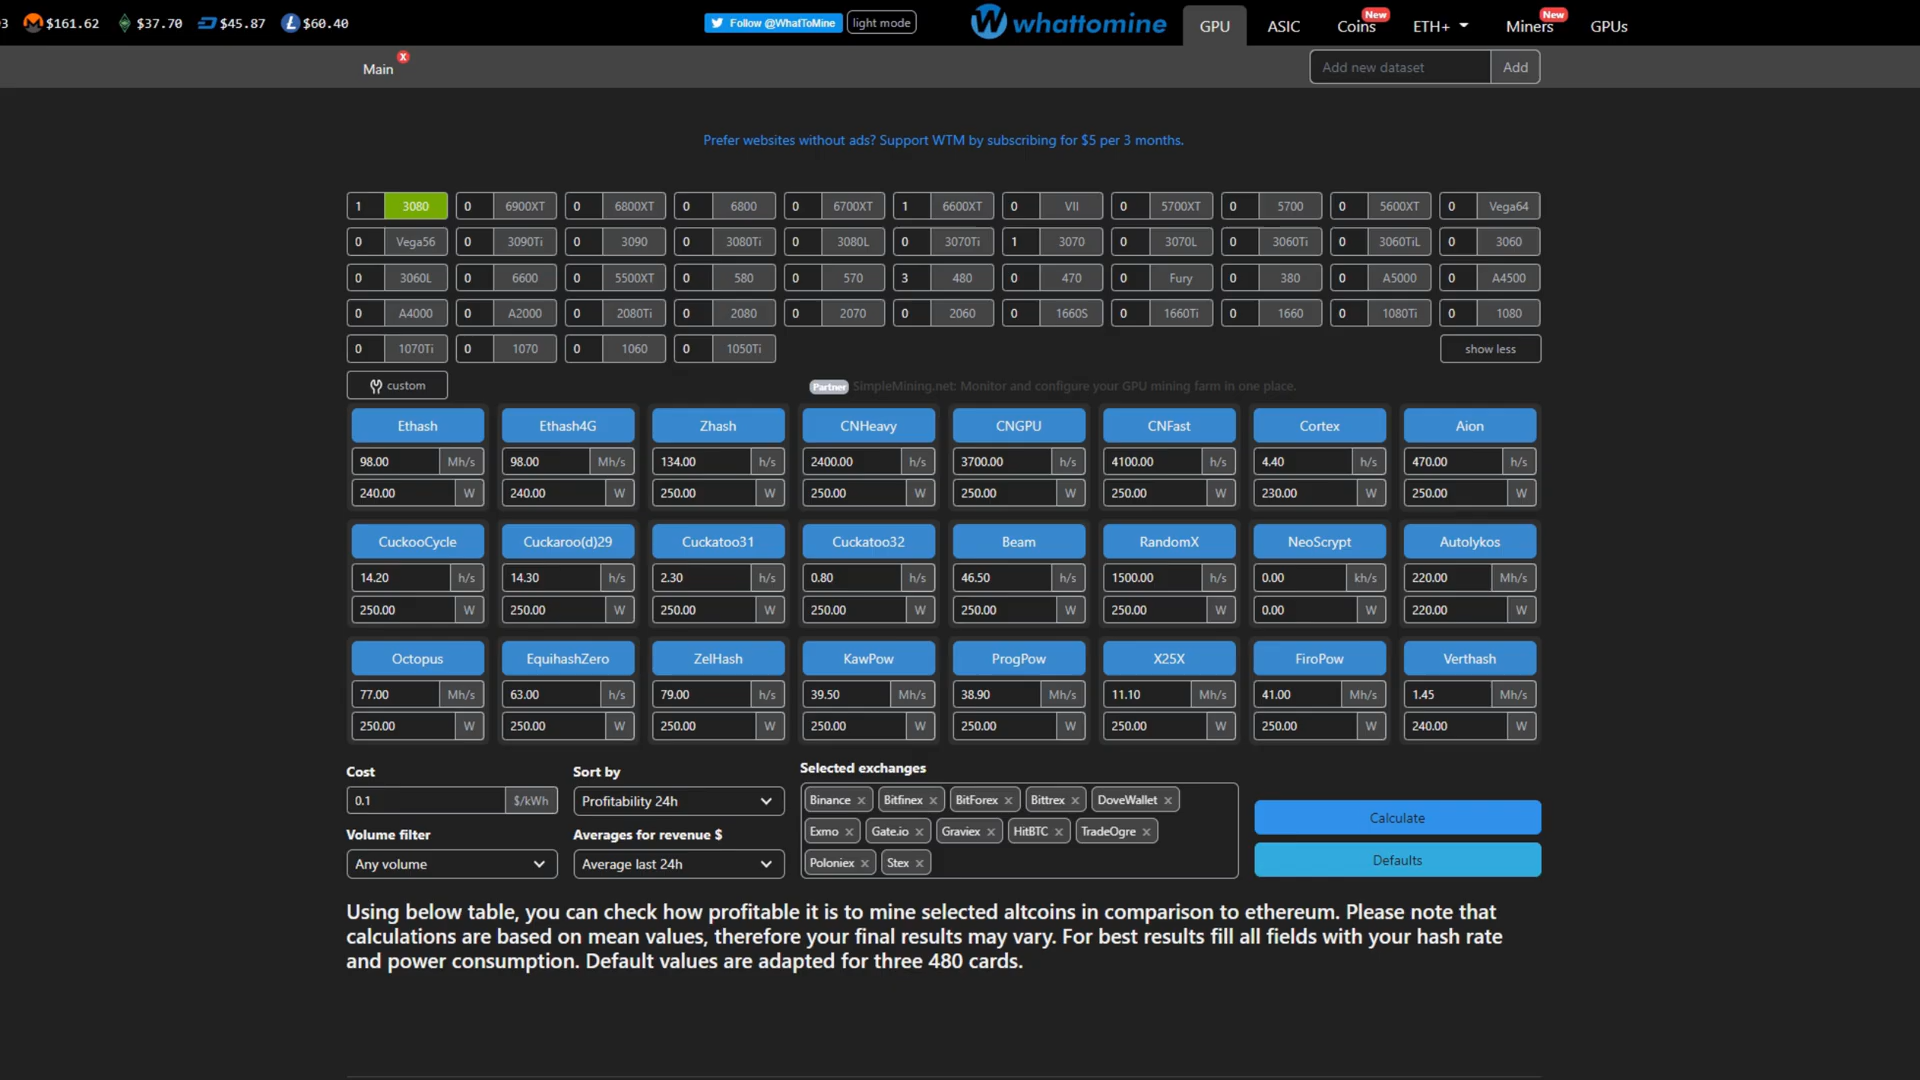 3 $161.62 $37.70 $45.87 $60.40 Follow @WhatToMine light mode whattomine GPU ASIC Coins New ETH+ Miners New GPUs
Main x Add new dataset Add
Prefer websites without ads? Support WTM by subscribing for $5 per 3 months.
1 3080 0 6900XT 0 6800XT 0 6800 0 6700XT 1 6600XT 0 VII 0 5700XT 0 5700 0 5600XT 0 Vega64
0 Vega56 0 3090Ti 0 3090 0 3080Ti 0 3080L 0 3070Ti 1 3070 0 3070L 0 3060Ti 0 3060TiL 0 3060
0 3060L 0 6600 0 5500XT 0 580 0 570 3 480 0 470 0 Fury 0 380 0 A5000 0 A4500
0 A4000 0 A2000 0 2080Ti 0 2080 0 2070 0 2060 0 1660S 0 1660Ti 0 1660 0 1080Ti 0 1080
0 1070Ti 0 1070 0 1060 0 1050Ti show less
custom Partner SimpleMining.net: Monitor and configure your GPU mining farm in one place.
Ethash Ethash4G Zhash CNHeavy CNGPU CNFast Cortex Aion
98.00 Mh/s 98.00 Mh/s 134.00 h/s 2400.00 h/s 3700.00 h/s 4100.00 h/s 4.40 h/s 470.00 h/s
240.00 W 240.00 W 250.00 W 250.00 W 250.00 W 250.00 W 230.00 W 250.00 W
CuckooCycle Cuckaroo(d)29 Cuckatoo31 Cuckatoo32 Beam RandomX NeoScrypt Autolykos
14.20 h/s 14.30 h/s 2.30 h/s 0.80 h/s 46.50 h/s 1500.00 h/s 0.00 kh/s 220.00 Mh/s
250.00 W 250.00 W 250.00 W 250.00 W 250.00 W 250.00 W 0.00 W 220.00 W
Octopus EquihashZero ZelHash KawPow ProgPow X25X FiroPow Verthash
77.00 Mh/s 63.00 h/s 79.00 h/s 39.50 Mh/s 38.90 Mh/s 11.10 Mh/s 41.00 Mh/s 1.45 Mh/s
250.00 W 250.00 W 250.00 W 250.00 W 250.00 W 250.00 W 250.00 W 240.00 W
Cost Sort by Selected exchanges
0.1 $/kWh Profitability 24h Binance × Bitfinex × BitForex × Bittrex × DoveWallet ×
Exmo × Gate.io × Graviex × HitBTC × TradeOgre × Calculate
Volume filter Averages for revenue $
Any volume Average last 24h Poloniex × Stex × Defaults
Using below table, you can check how profitable it is to mine selected altcoins in comparison to ethereum. Please note that
calculations are based on mean values, therefore your final results may vary. For best results fill all fields with your hash rate
and power consumption. Default values are adapted for three 480 cards.